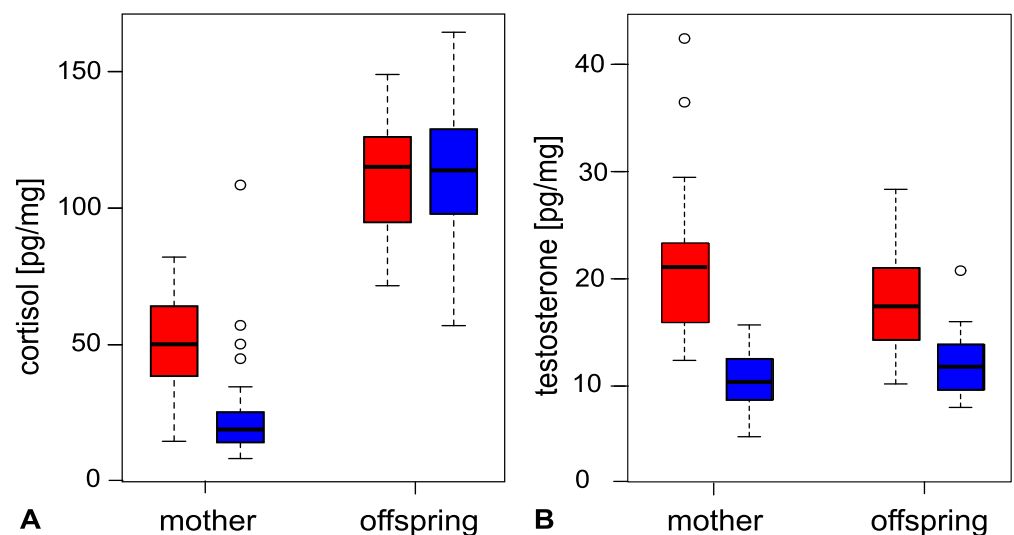 cortisol [pg/mg]
150
100
50
0
mother
offspring
A
testosterone [pg/mg]
40
30
20
10
0
mother
offspring
B